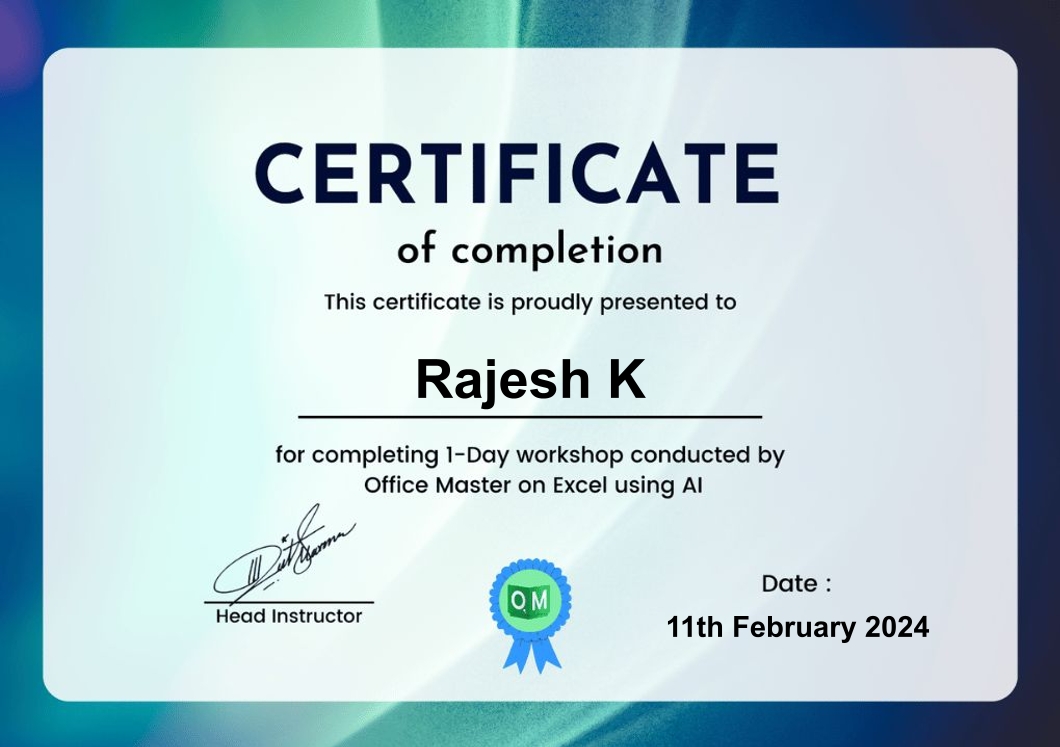 CERTIFICATE
of completion
This certificate is proudly presented to
Rajesh K
for completing 1-Day workshop conducted by
Office Master on Excel using AI
Head Instructor
OM
Date :
11th February 2024